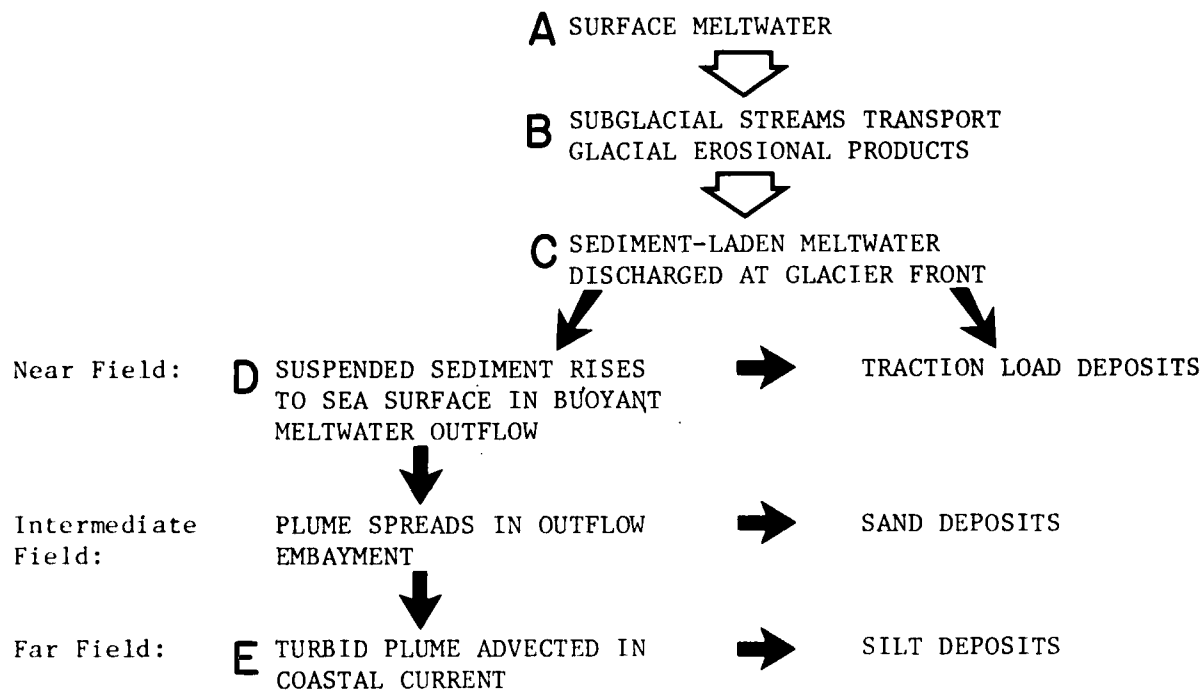 A SURFACE MELTWATER
B SUBGLACIAL STREAMS TRANSPORT
GLACIAL EROSIONAL PRODUCTS
C SEDIMENT-LADEN MELTWATER
DISCHARGED AT GLACIER FRONT
Near Field: D SUSPENDED SEDIMENT RISES TRACTION LOAD DEPOSITS
TO SEA SURFACE IN BUOYANT
MELTWATER OUTFLOW
Intermediate PLUME SPREADS IN OUTFLOW SAND DEPOSITS
Field: EMBAYMENT
Far Field: E TURBID PLUME ADVECTED IN SILT DEPOSITS
COASTAL CURRENT